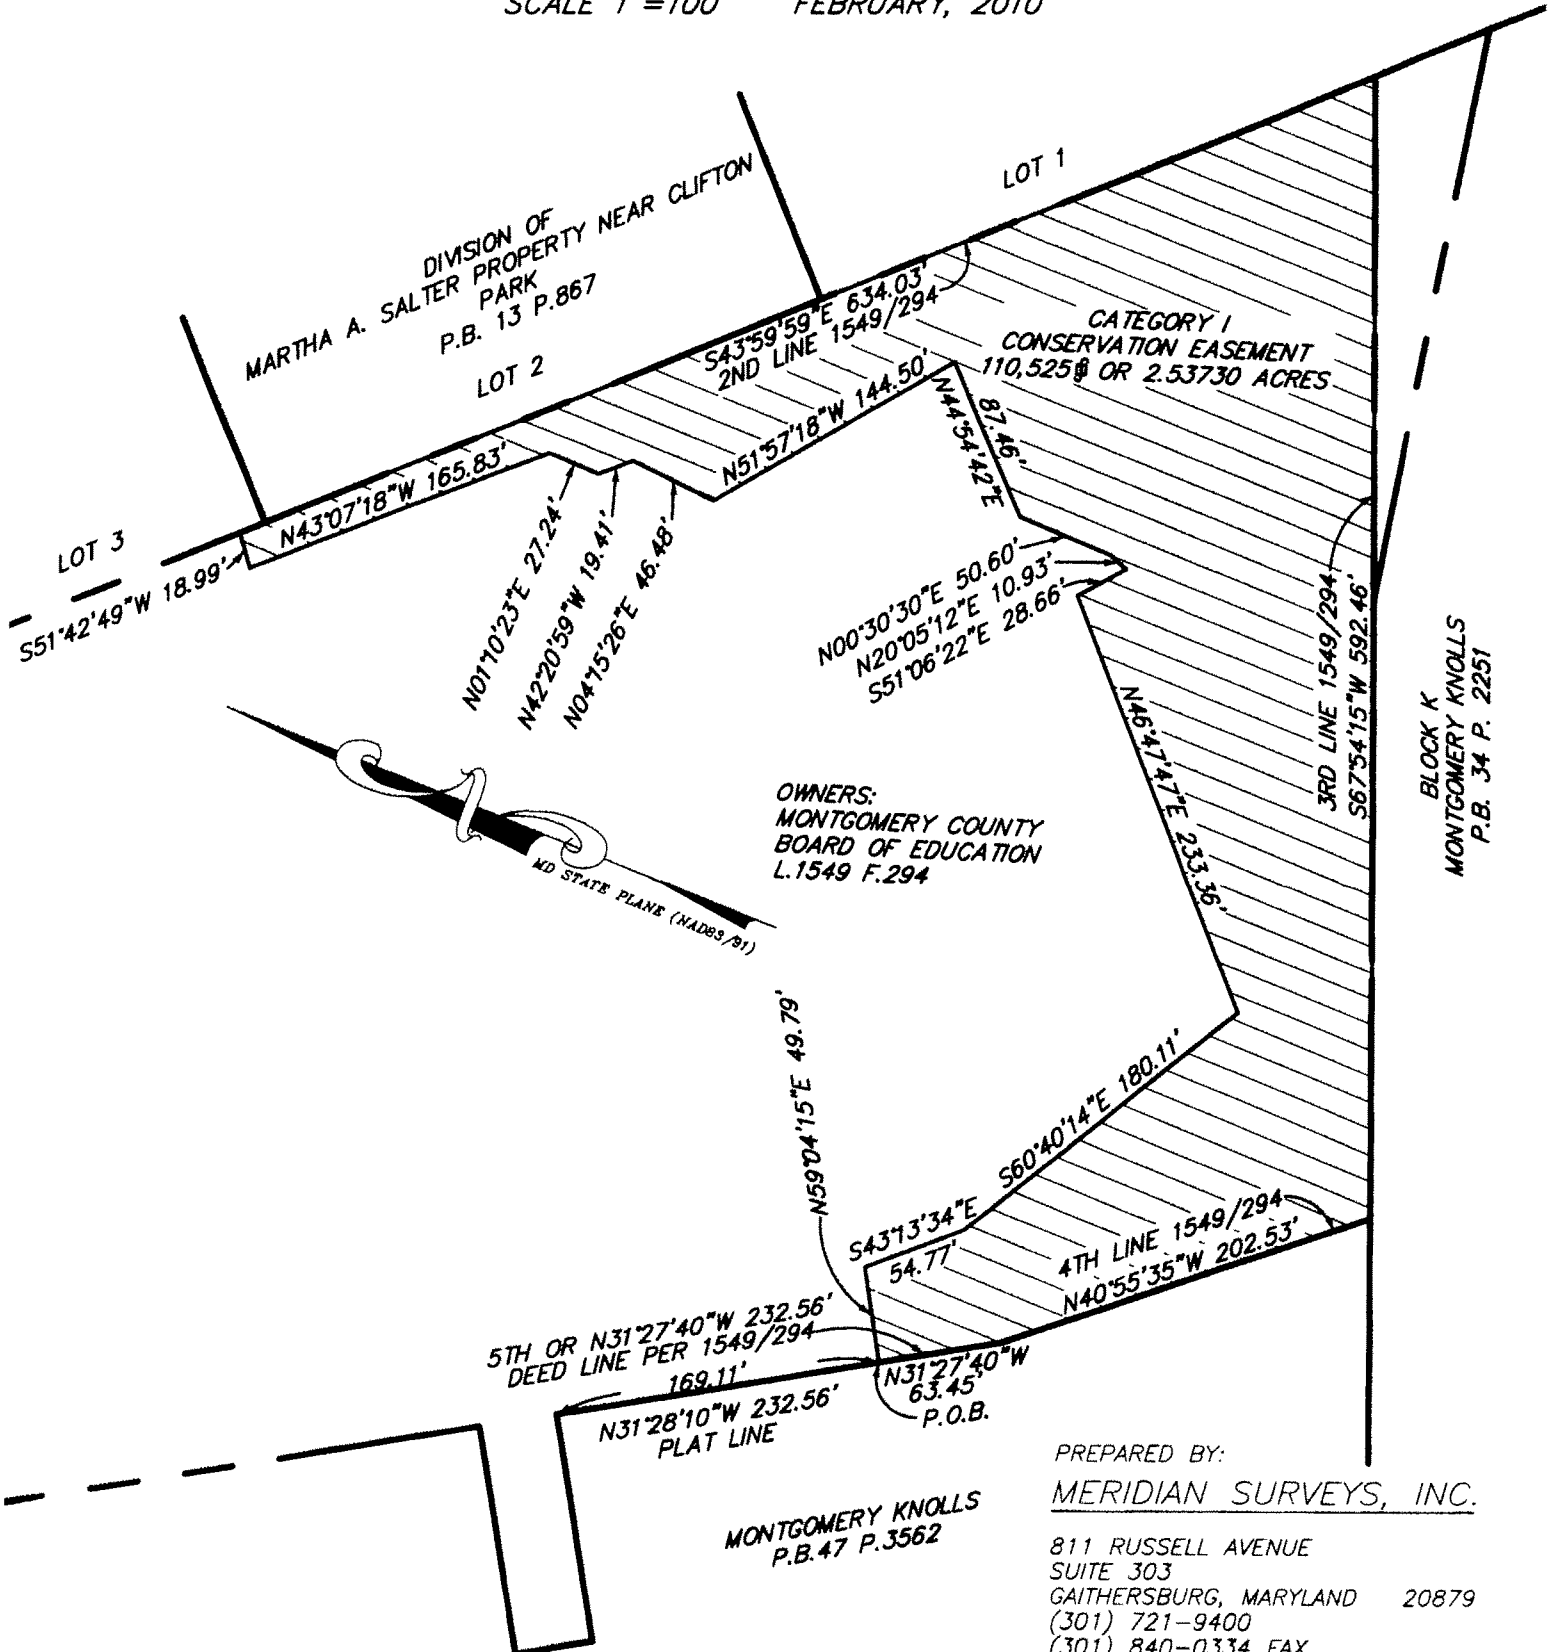 SCALE 1"=100' FEBRUARY, 2010
LOT 1
DIVISION OF
MARTHA A. SALTER PROPERTY NEAR CLIFTON
PARK
P.B. 13 P.867
LOT 2
LOT 3
S43°59'59"E 634.03'
2ND LINE 1549/294
CATEGORY I
CONSERVATION EASEMENT
110,525 OR 2.53730 ACRES
N51°57'18"W 144.50'
N44°54'42"E
87.46'
N43°07'18"W 165.83'
S51°42'49"W 18.99'
N01°10'23"E 27.24'
N42°20'59"W 19.41'
N04°15'26"E 46.48'
N00°30'30"E 50.60'
N20°05'12"E 10.93'
S51°06'22"E 28.66'
3RD LINE 1549/294
S67°54'15"W 592.46'
BLOCK K
MONTGOMERY KNOLLS
P.B. 34 P. 2251
N46°47'47"E 233.36'
MD STATE PLANE (NAD83/91)
OWNERS:
MONTGOMERY COUNTY
BOARD OF EDUCATION
L.1549 F.294
N59°04'15"E 49.79'
S60°40'14"E 180.11'
S43°13'34"E
54.77'
4TH LINE 1549/294
N40°55'35"W 202.53'
5TH OR N31°27'40"W 232.56'
DEED LINE PER 1549/294
169.11'
N31°28'10"W 232.56'
PLAT LINE
N31°27'40"W
63.45'
P.O.B.
MONTGOMERY KNOLLS
P.B.47 P.3562
PREPARED BY:
MERIDIAN SURVEYS, INC.
811 RUSSELL AVENUE
SUITE 303
GAITHERSBURG, MARYLAND 20879
(301) 721-9400
(301) 840-0334 FAX